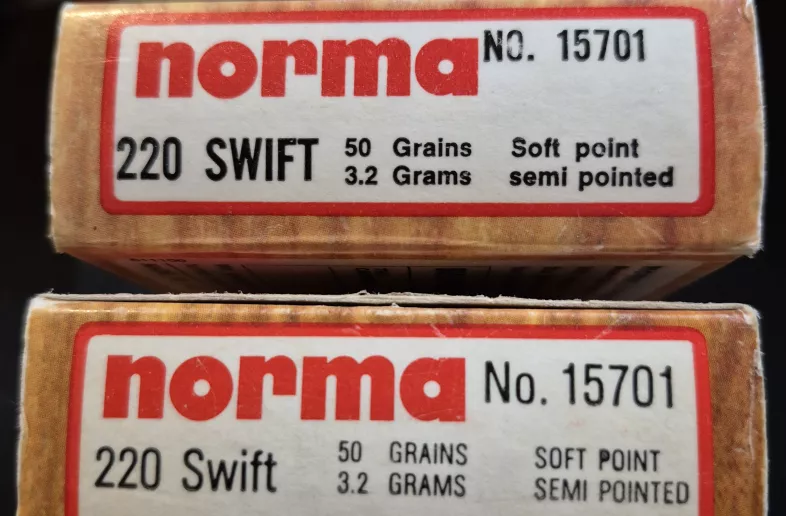 norma NO. 15701
220 SWIFT 50 Grains Soft point
3.2 Grams semi pointed
norma No. 15701
220 Swift 50 GRAINS SOFT POINT
3.2 GRAMS SEMI POINTED